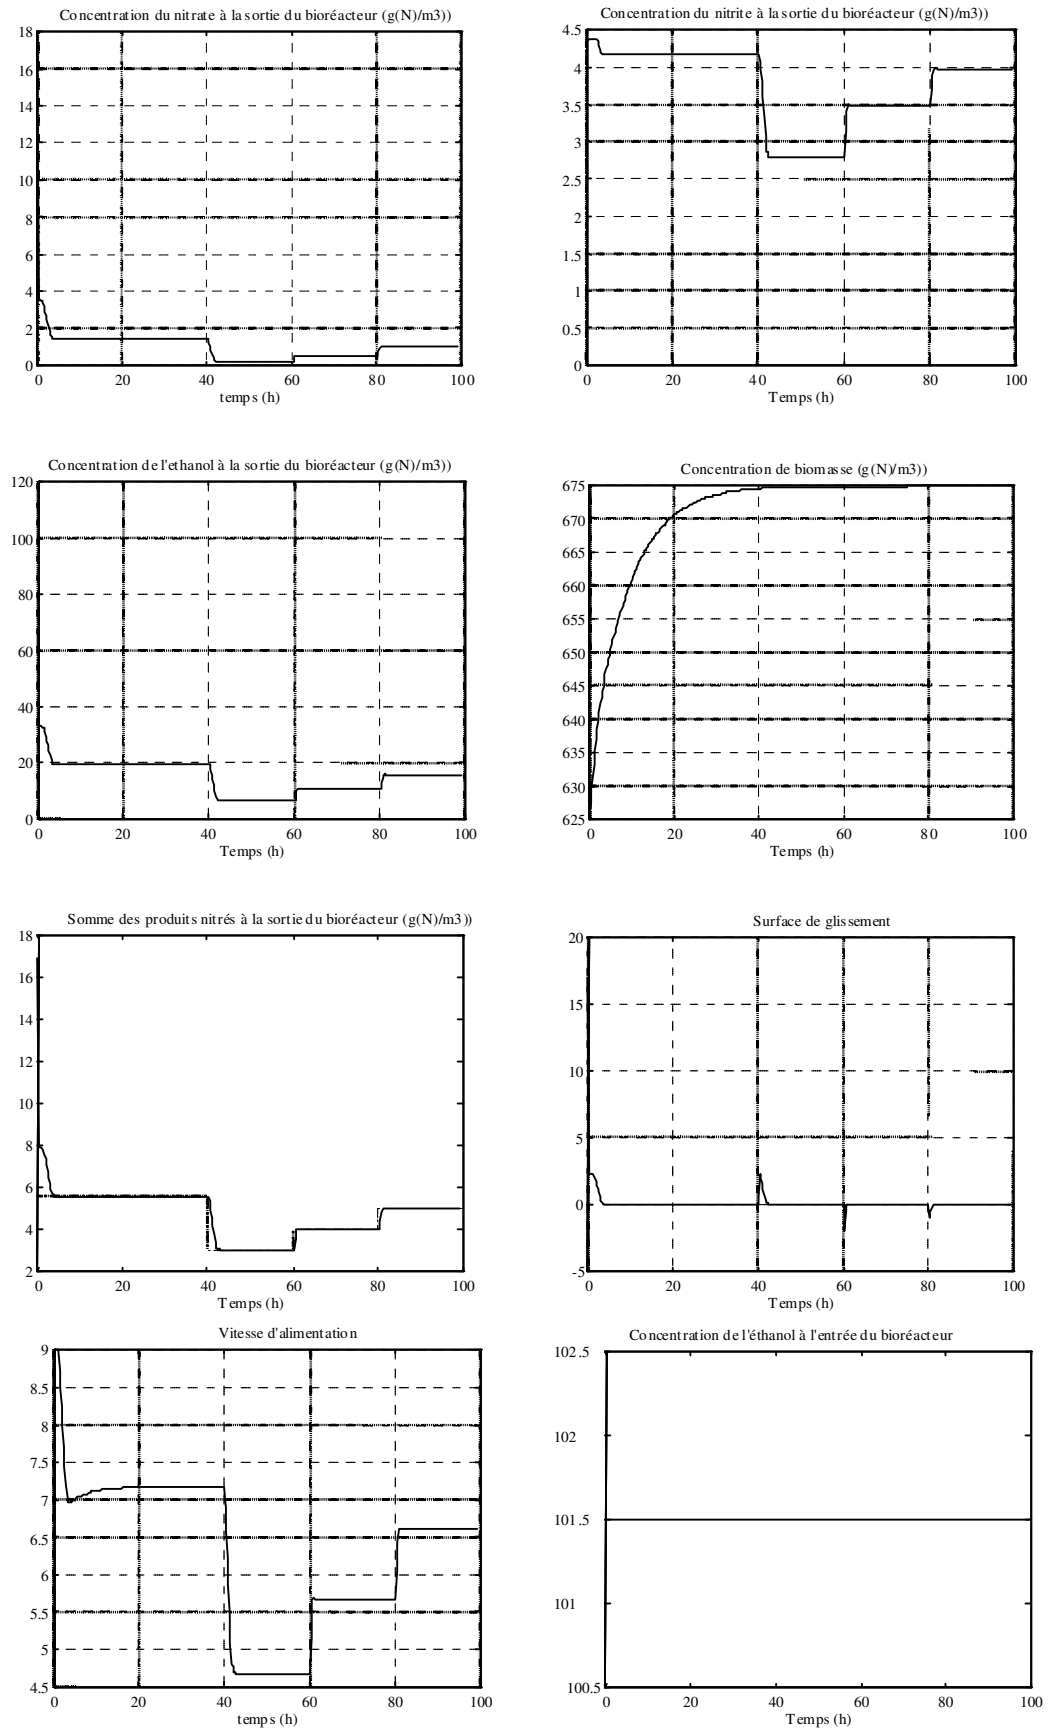 Concentration du nitrate à la sortie du bioréacteur (g(N)/m3))
18
16
14
12
10
8
6
4
2
0
0 20 40 60 80 100
temps (h)
Concentration du nitrite à la sortie du bioréacteur (g(N)/m3))
4.5
4
3.5
3
2.5
2
1.5
1
0.5
0
0 20 40 60 80 100
Temps (h)
Concentration de l'ethanol à la sortie du bioréacteur (g(N)/m3))
120
100
80
60
40
20
0
0 20 40 60 80 100
Temps (h)
Concentration de biomasse (g(N)/m3))
675
670
665
660
655
650
645
640
635
630
625
0 20 40 60 80 100
Temps (h)
Somme des produits nitrés à la sortie du bioréacteur (g(N)/m3))
18
16
14
12
10
8
6
4
2
0 20 40 60 80 100
Temps (h)
Surface de glissement
20
15
10
5
0
-5
0 20 40 60 80 100
Temps (h)
Vitesse d'alimentation
9
8.5
8
7.5
7
6.5
6
5.5
5
4.5
0 20 40 60 80 100
temps (h)
Concentration de l'éthanol à l'entrée du bioréacteur
102.5
102
101.5
101
100.5
0 20 40 60 80 100
Temps (h)